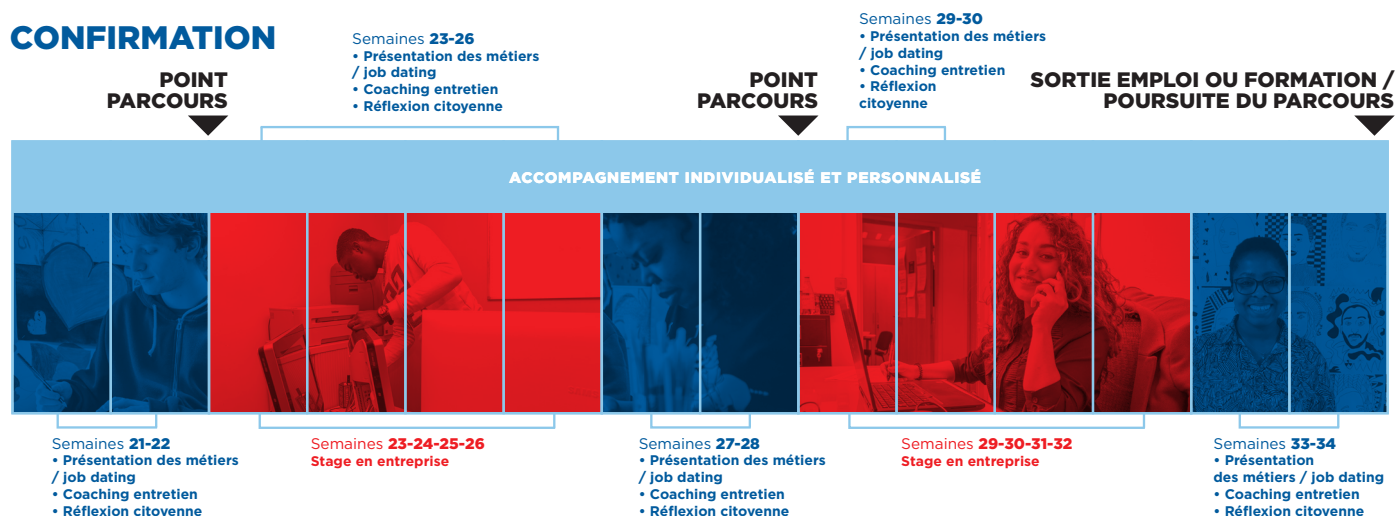 CONFIRMATION
POINT
PARCOURS
Semaines 23-26
• Présentation des métiers
/ job dating
• Coaching entretien
• Réflexion citoyenne
POINT
PARCOURS
Semaines 29-30
• Présentation des métiers
/ job dating
• Coaching entretien
• Réflexion
citoyenne
SORTIE EMPLOI OU FORMATION /
POURSUITE DU PARCOURS
ACCOMPAGNEMENT INDIVIDUALISÉ ET PERSONNALISÉ
Semaines 21-22
• Présentation des métiers
/ job dating
• Coaching entretien
• Réflexion citovenne
Semaines 23-24-25-26
Stage en entreprise
Semaines 27-28
• Présentation des métiers
/ job dating
• Coaching entretien
• Réflexion citovenne
Semaines 29-30-31-32
Stage en entreprise
Semaines 33-34
• Présentation
des métiers / job dating
• Coaching entretien
• Réflexion citovenne